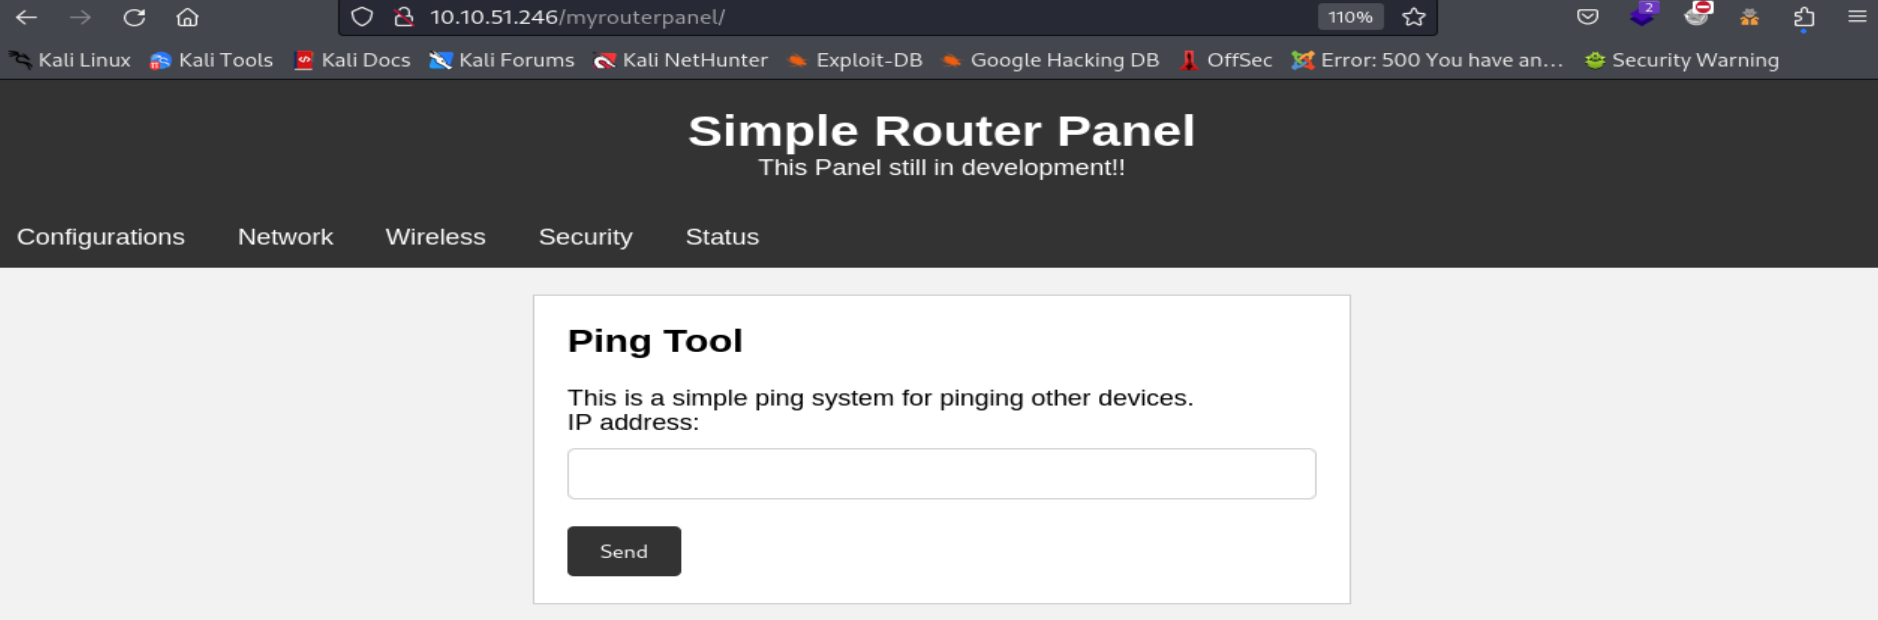 10.10.51.246/myrouterpanel/ 110% 2
Kali Linux Kali Tools Kali Docs Kali Forums Kali NetHunter Exploit-DB Google Hacking DB OffSec Error: 500 You have an... Security Warning
Simple Router Panel
This Panel still in development!!
Configurations Network Wireless Security Status
Ping Tool
This is a simple ping system for pinging other devices.
IP address:
Send